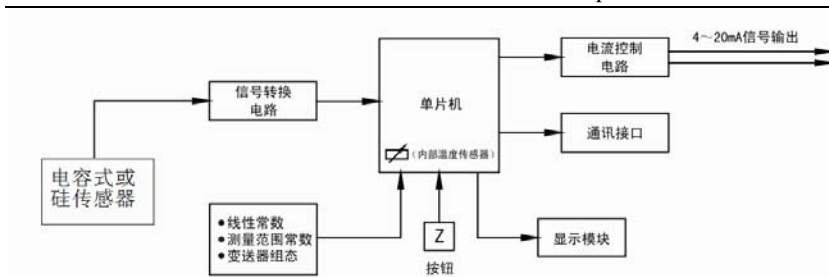 电流控制
电路
4～20mA信号输出
信号转换
电路
单片机
(内部温度传感器)
通讯接口
电容式或
硅传感器
●线性常数
●测量范围常数
●变送器组态
Z
按钮
显示模块